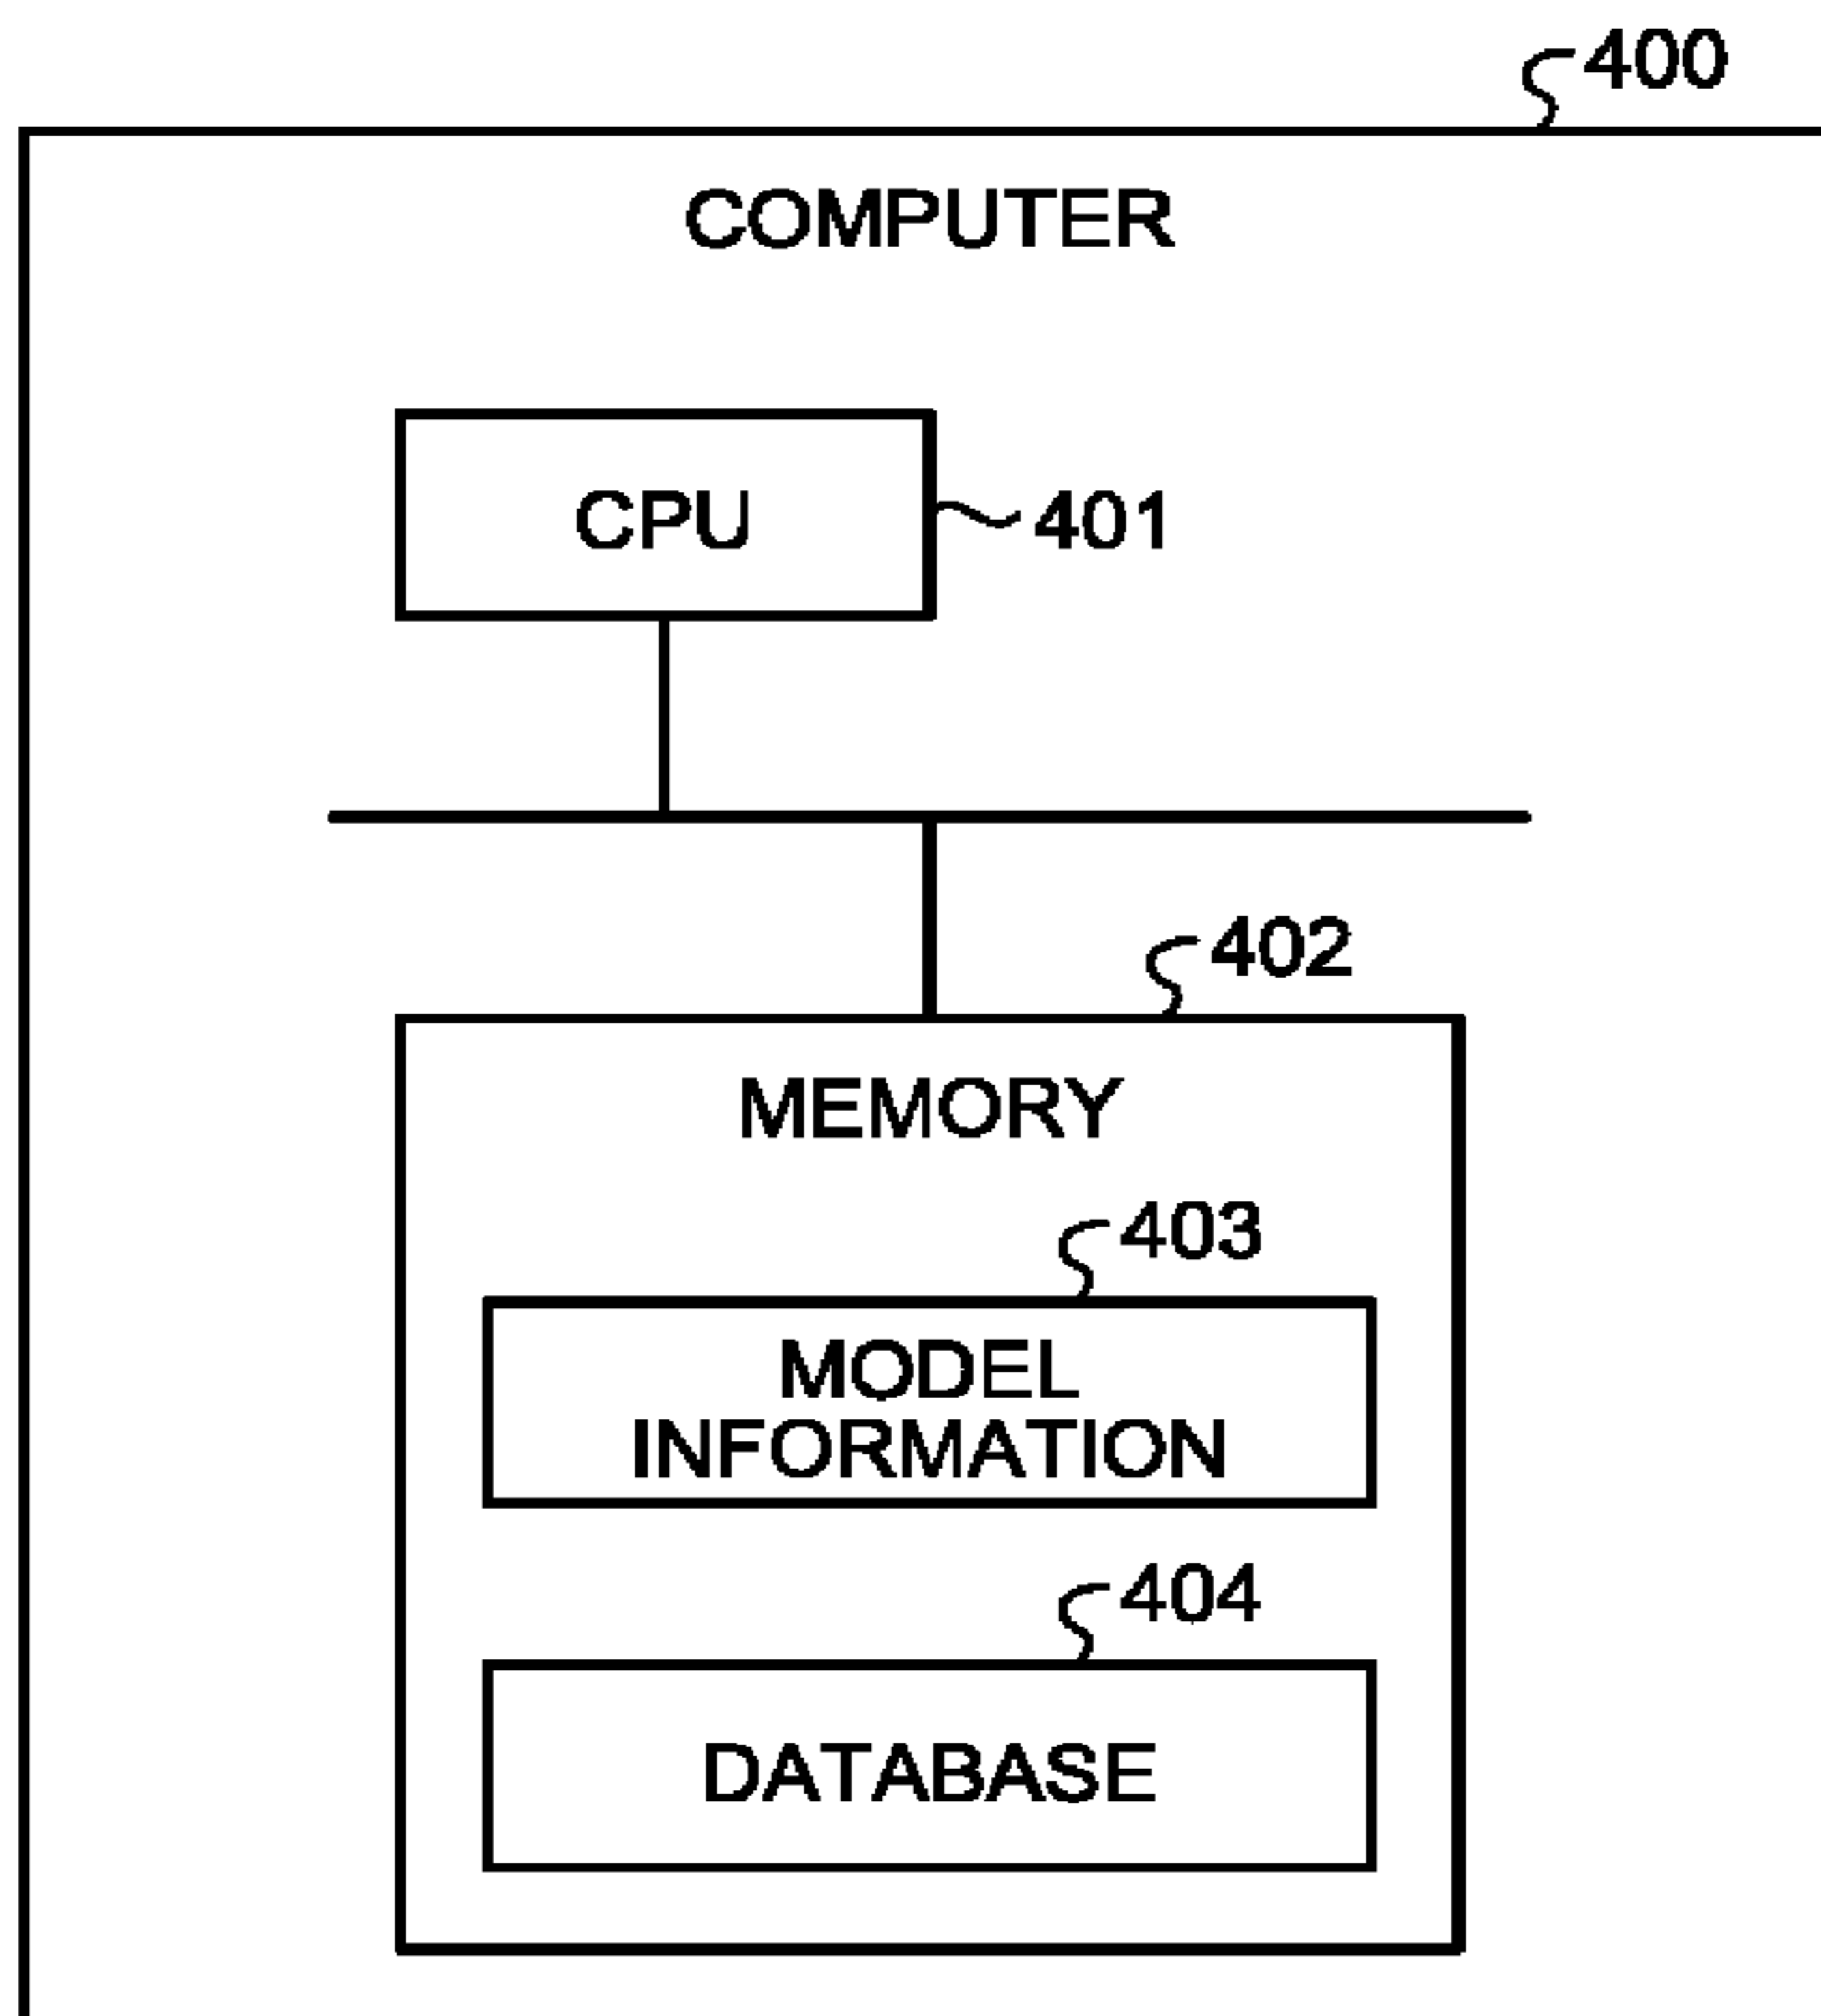 400
COMPUTER
CPU
401
402
MEMORY
403
MODEL
INFORMATION
404
DATABASE